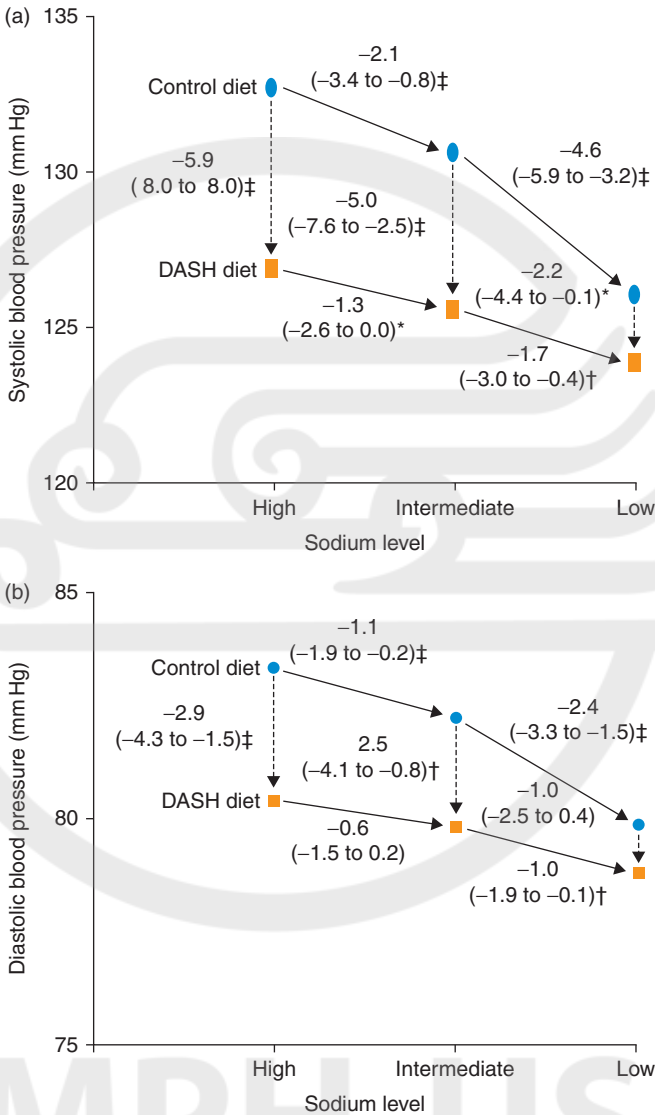 (a)
135
130
125
120
Systolic blood pressure (mm Hg)
Control diet
−2.1
(−3.4 to −0.8)‡
−4.6
(−5.9 to −3.2)‡
−5.9
( 8.0 to  8.0)‡
−5.0
(−7.6 to −2.5)‡
DASH diet
−2.2
(−4.4 to −0.1)*
−1.3
(−2.6 to 0.0)*
−1.7
(−3.0 to −0.4)†
High
Intermediate
Low
Sodium level
(b)
85
80
75
Diastolic blood pressure (mm Hg)
−1.1
(−1.9 to −0.2)‡
Control diet
−2.4
(−3.3 to −1.5)‡
−2.9
(−4.3 to −1.5)‡
2.5
(−4.1 to −0.8)†
−1.0
(−2.5 to 0.4)
DASH diet
−0.6
(−1.5 to 0.2)
−1.0
(−1.9 to −0.1)†
High
Intermediate
Low
Sodium level